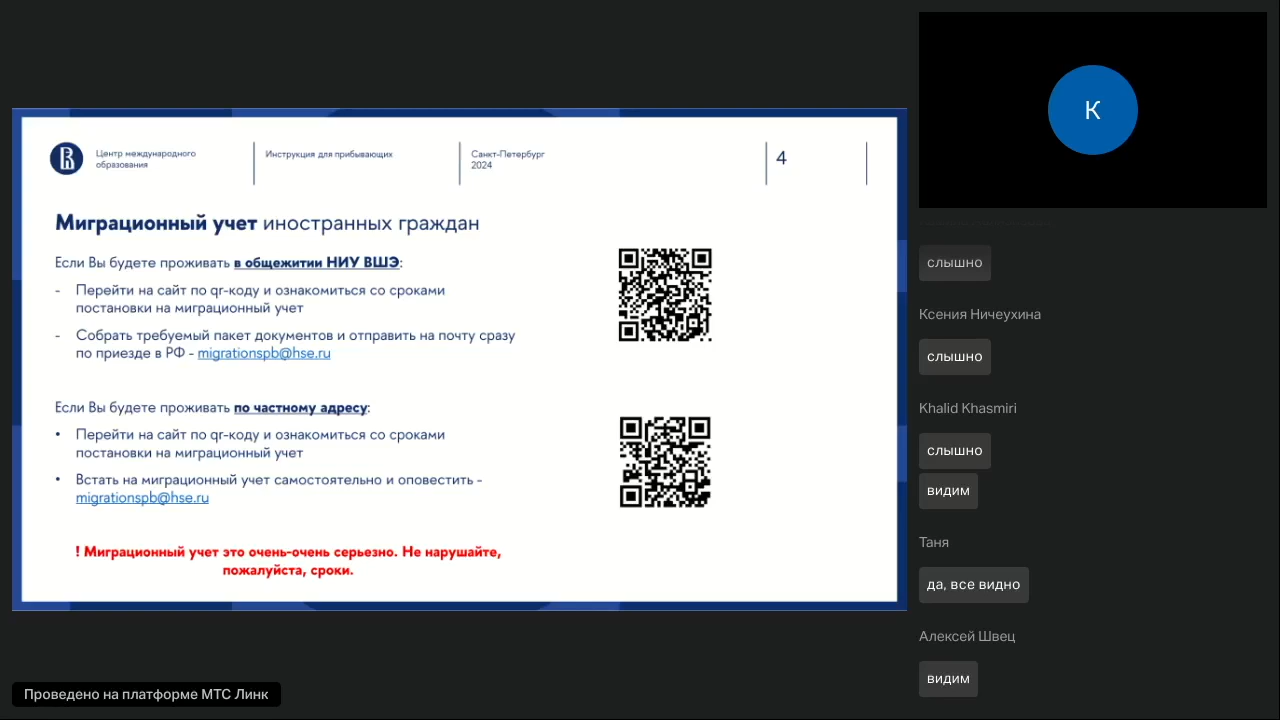 Центр международного
образования
Инструкция для прибывающих
Санкт-Петербург
2024
4
Миграционный учет иностранных граждан
Если Вы будете проживать в общежитии НИУ ВШЭ:
- Перейти на сайт по qr-коду и ознакомиться со сроками
постановки на миграционный учет
- Собрать требуемый пакет документов и отправить на почту сразу
по приезде в РФ - migrationspb@hse.ru
Если Вы будете проживать по частному адресу:
• Перейти на сайт по qr-коду и ознакомиться со сроками
постановки на миграционный учет
• Встать на миграционный учет самостоятельно и оповестить -
migrationspb@hse.ru
! Миграционный учет это очень-очень серьезно. Не нарушайте,
пожалуйста, сроки.
Проведено на платформе МТС Линк
К
слышно
Ксения Ничеухина
слышно
Khalid Khasmiri
слышно
видим
Таня
да, все видно
Алексей Швец
видим